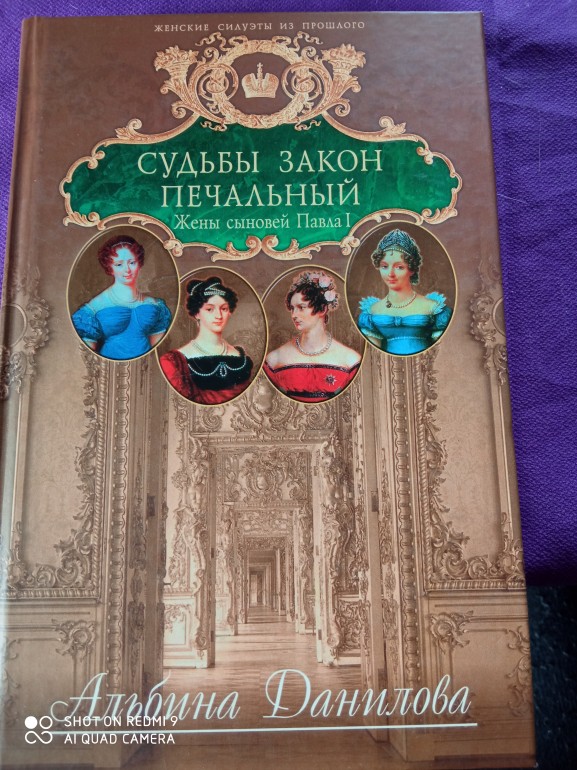 ЖЕНСКИЕ СИЛУЭТЫ ИЗ ПРОШЛОГО
СУДЬБЫ ЗАКОН
ПЕЧАЛЬНЫЙ
Жены сыновей Павла I
Альбина Данилова
SHOT ON REDMI 9
AI QUAD CAMERA